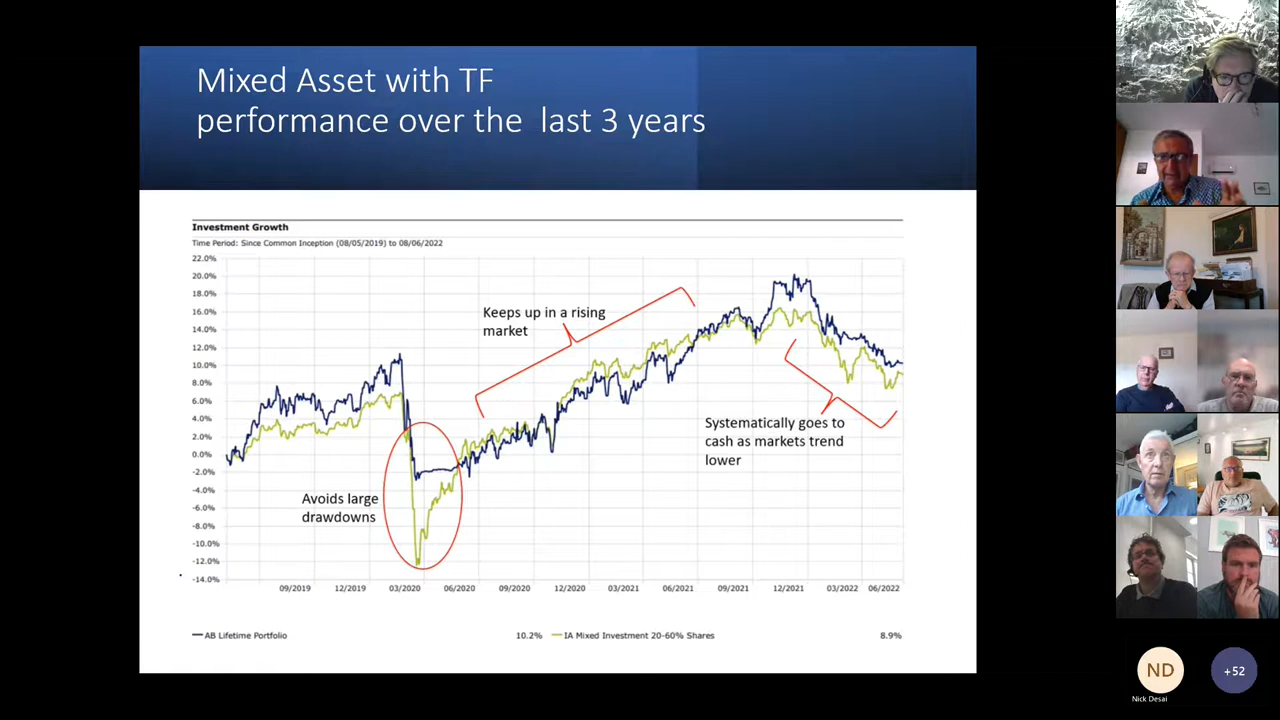 Mixed Asset with TF
performance over the last 3 years
Investment Growth
Time Period: Since Common Inception (08/05/2019) to 08/06/2022
22.0%
20.0%
18.0%
16.0%
14.0%
12.0%
10.0%
8.0%
6.0%
4.0%
2.0%
0.0%
-2.0%
-4.0%
-6.0%
-8.0%
-10.0%
-12.0%
-14.0%
Keeps up in a rising
market
Systematically goes to
cash as markets trend
lower
Avoids large
drawdowns
09/2019 12/2019 03/2020 06/2020 09/2020 12/2020 03/2021 06/2021 09/2021 12/2021 03/2022 06/2022
AB Lifetime Portfolio 10.2% IA Mixed Investment 20-60% Shares 8.9%
ND
Nick Desai
+52